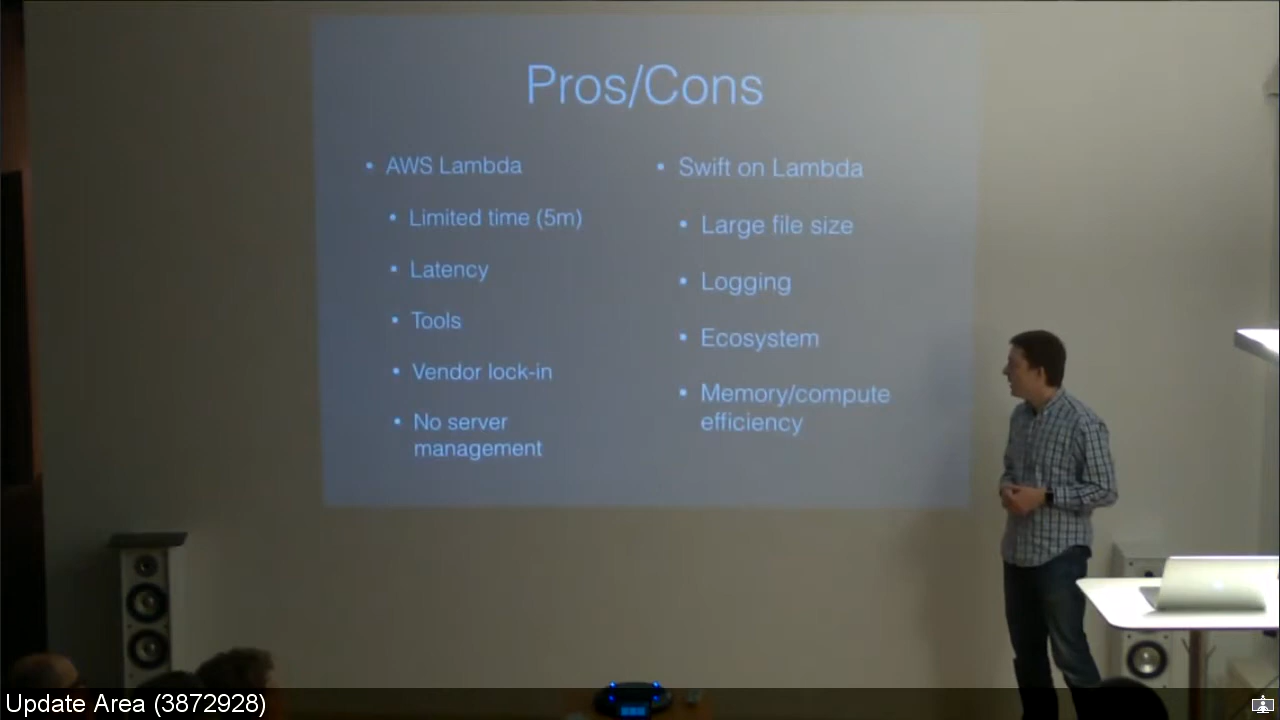 Pros/Cons
• AWS Lambda
• Limited time (5m)
• Latency
• Tools
• Vendor lock-in
• No server
management
• Swift on Lambda
• Large file size
• Logging
• Ecosystem
• Memory/compute
efficiency
Update Area (3872928)